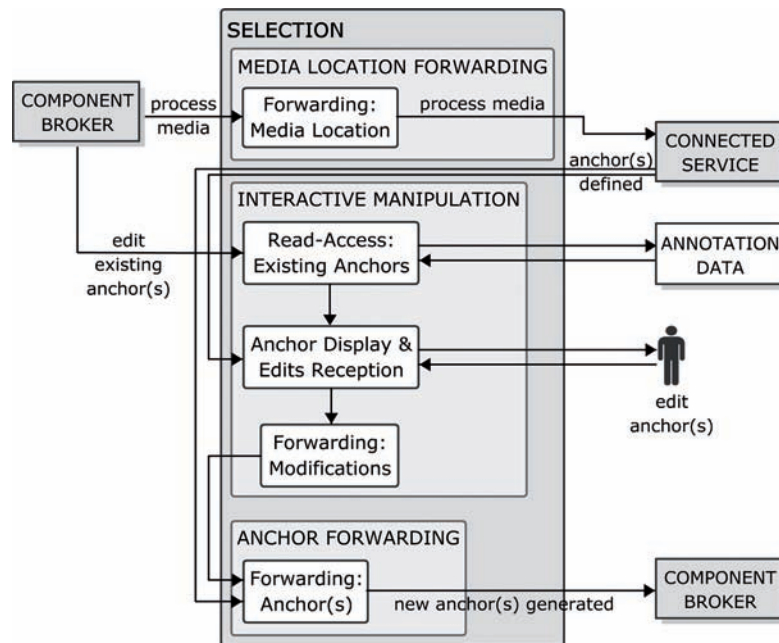 SELECTION
MEDIA LOCATION FORWARDING
COMPONENT
BROKER
process
media
Forwarding:
Media Location
process media
CONNECTED
SERVICE
anchor(s)
defined
INTERACTIVE MANIPULATION
edit
existing
anchor(s)
Read-Access:
Existing Anchors
ANNOTATION
DATA
Anchor Display &
Edits Reception
edit
anchor(s)
Forwarding:
Modifications
ANCHOR FORWARDING
Forwarding:
Anchor(s)
new anchor(s) generated
COMPONENT
BROKER